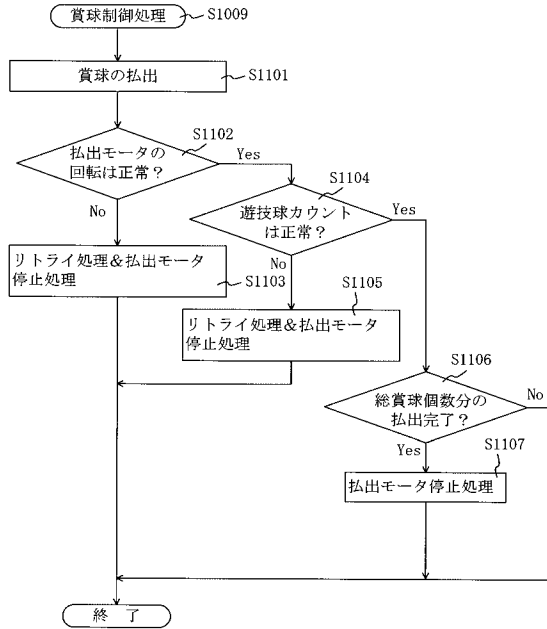 賞球制御処理
S1009
賞球の払出
S1101
払出モータの
回転は正常？
S1102
Yes
No
遊技球カウント
は正常？
S1104
Yes
No
リトライ処理&払出モータ
停止処理
S1103
リトライ処理&払出モータ
停止処理
S1105
総賞球個数分の
払出完了？
S1106
No
Yes
払出モータ停止処理
S1107
終　了